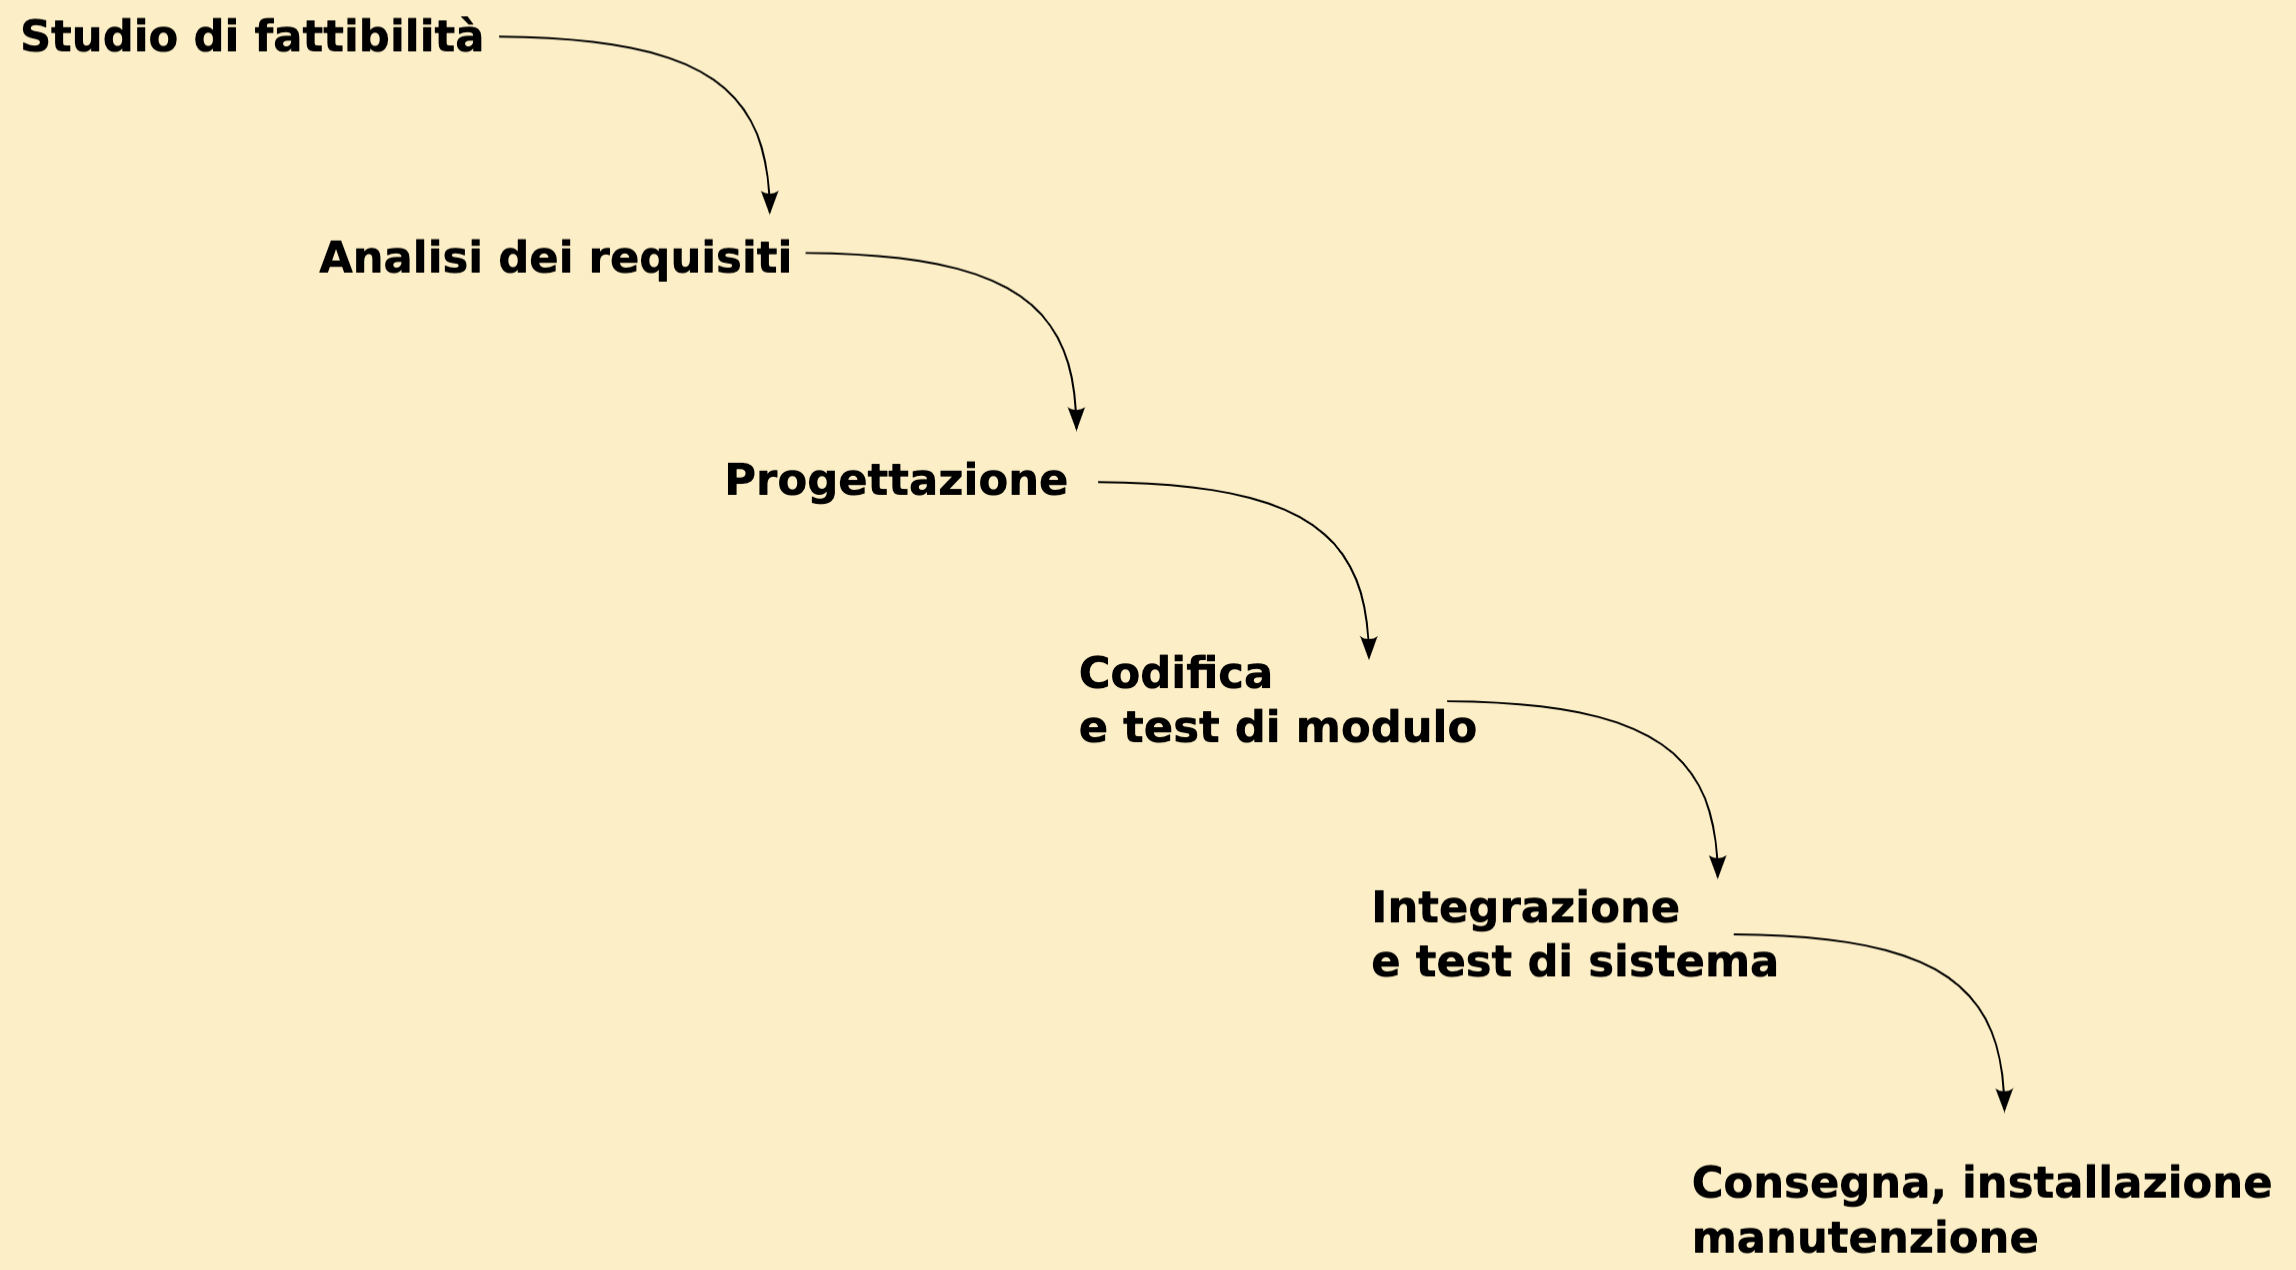 Studio di fattibilità
Analisi dei requisiti
Progettazione
Codifica
e test di modulo
Integrazione
e test di sistema
Consegna, installazione
manutenzione